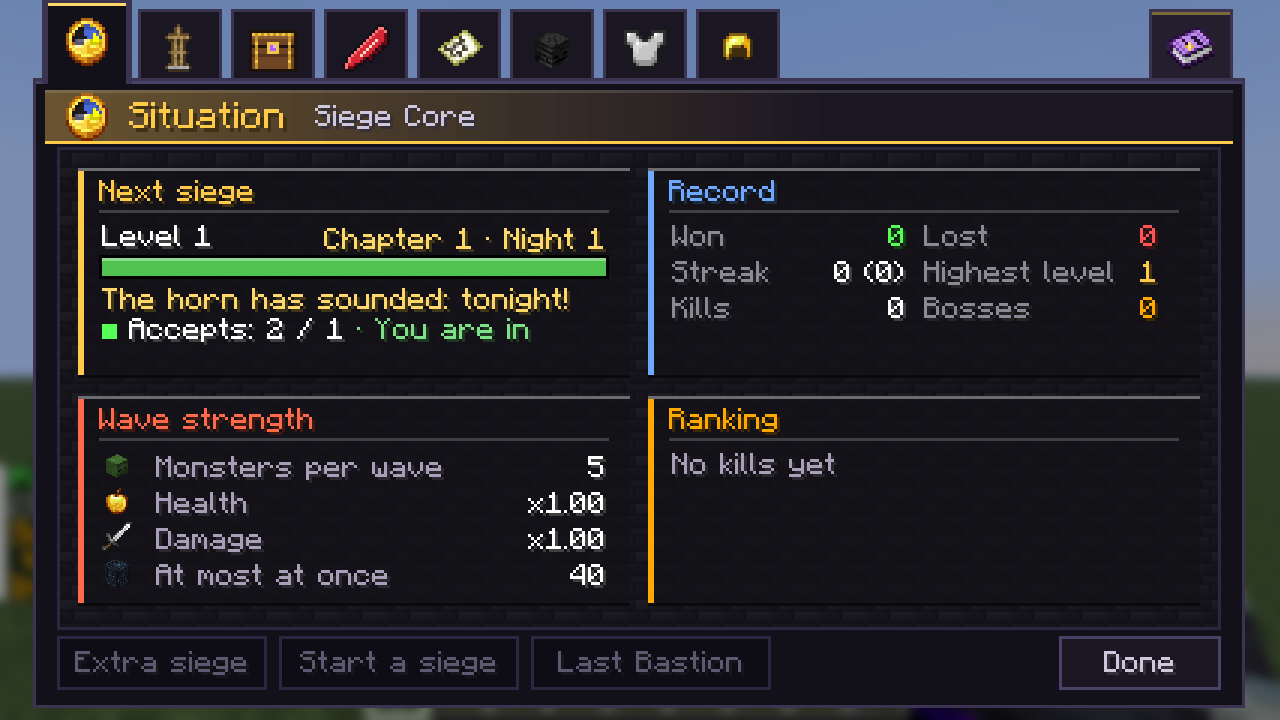 Situation Siege Core
Next siege
Level 1 Chapter 1 · Night 1
The horn has sounded: tonight!
Accepts: 2 / 1 · You are in
Record
Won 0 Lost 0
Streak 0 (0) Highest level 1
Kills 0 Bosses 0
Wave strength
Monsters per wave 5
Health x1.00
Damage x1.00
At most at once 40
Ranking
No kills yet
Extra siege Start a siege Last Bastion Done